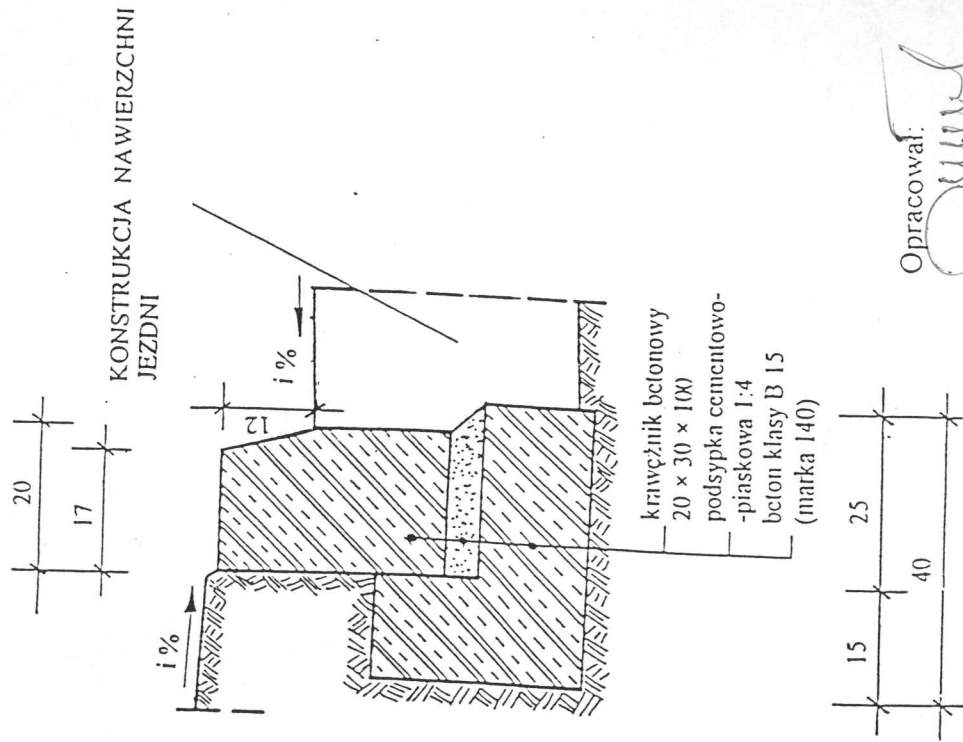 KONSTRUKCJA NAWIERZCHNI
JEZDNI
20
17
12
i %
i %
krawężnik betonowy
20 × 30 × 100
podsypka cementowo-
-piaskowa 1:4
beton klasy B 15
(marka 140)
15
25
40
Opracował: